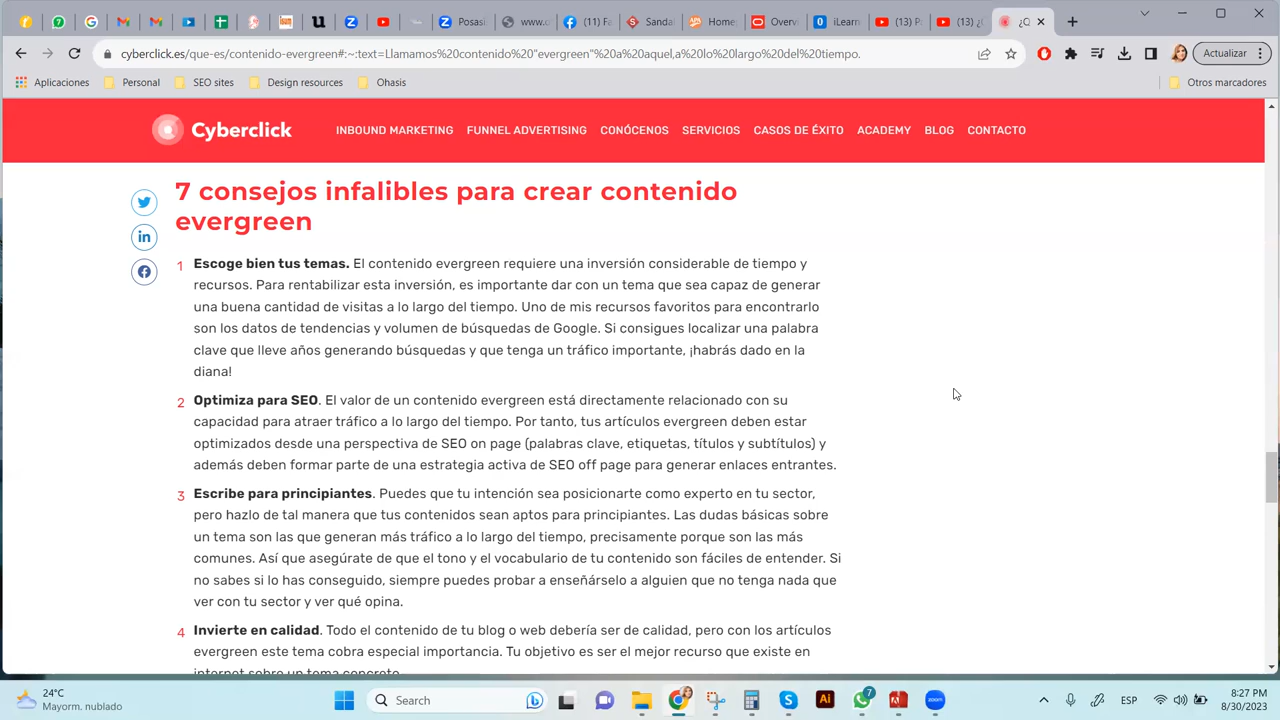 Posas
www.c
(11) Fa
Sanda
Home
Overv
iLearn
(13) P
(13) ¿C
¿C
cyberclick.es/que-es/contenido-evergreen#:~:text=Llamamos%20contenido%20"evergreen"%20a%20aquel,a%20lo%20largo%20del%20tiempo.
Actualizar
Aplicaciones
Personal
SEO sites
Design resources
Ohasis
Otros marcadores
Cyberclick
INBOUND MARKETING
FUNNEL ADVERTISING
CONÓCENOS
SERVICIOS
CASOS DE ÉXITO
ACADEMY
BLOG
CONTACTO
7 consejos infalibles para crear contenido
evergreen
1 Escoge bien tus temas. El contenido evergreen requiere una inversión considerable de tiempo y
recursos. Para rentabilizar esta inversión, es importante dar con un tema que sea capaz de generar
una buena cantidad de visitas a lo largo del tiempo. Uno de mis recursos favoritos para encontrarlo
son los datos de tendencias y volumen de búsquedas de Google. Si consigues localizar una palabra
clave que lleve años generando búsquedas y que tenga un tráfico importante, ¡habrás dado en la
diana!
2 Optimiza para SEO. El valor de un contenido evergreen está directamente relacionado con su
capacidad para atraer tráfico a lo largo del tiempo. Por tanto, tus artículos evergreen deben estar
optimizados desde una perspectiva de SEO on page (palabras clave, etiquetas, títulos y subtítulos) y
además deben formar parte de una estrategia activa de SEO off page para generar enlaces entrantes.
3 Escribe para principiantes. Puedes que tu intención sea posicionarte como experto en tu sector,
pero hazlo de tal manera que tus contenidos sean aptos para principiantes. Las dudas básicas sobre
un tema son las que generan más tráfico a lo largo del tiempo, precisamente porque son las más
comunes. Así que asegúrate de que el tono y el vocabulario de tu contenido son fáciles de entender. Si
no sabes si lo has conseguido, siempre puedes probar a enseñárselo a alguien que no tenga nada que
ver con tu sector y ver qué opina.
4 Invierte en calidad. Todo el contenido de tu blog o web debería ser de calidad, pero con los artículos
evergreen este tema cobra especial importancia. Tu objetivo es ser el mejor recurso que existe en
internet sobre un tema concreto.
24°C
Mayorm. nublado
Search
7
ESP
8:27 PM
8/30/2023